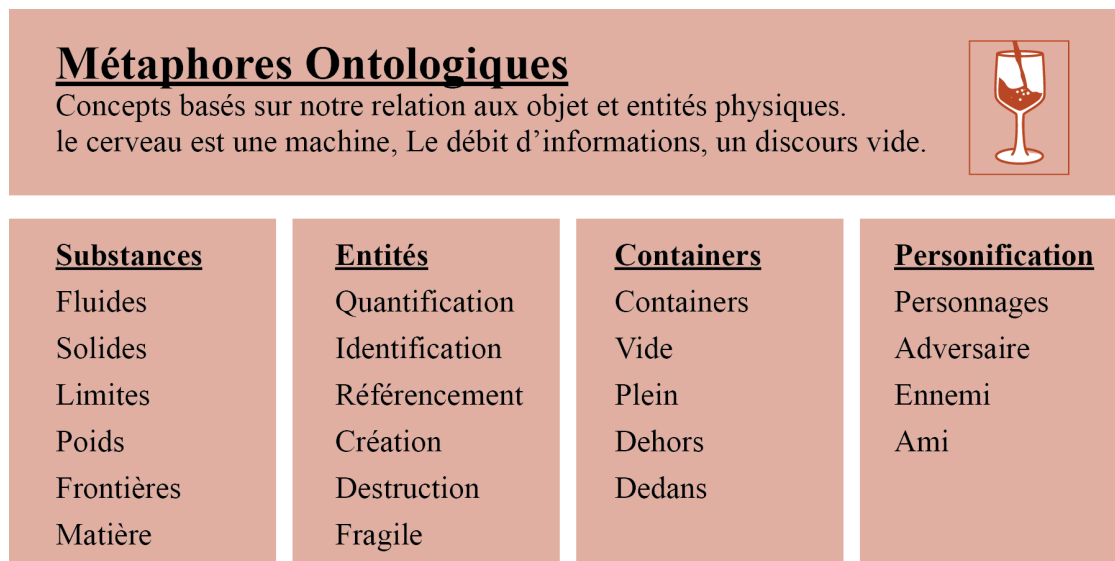 Métaphores Ontologiques
Concepts basés sur notre relation aux objet et entités physiques.
le cerveau est une machine, Le débit d’informations, un discours vide.
Substances
Fluides
Solides
Limites
Poids
Frontières
Matière
Entités
Quantification
Identification
Référencement
Création
Destruction
Fragile
Containers
Containers
Vide
Plein
Dehors
Dedans
Personification
Personnages
Adversaire
Ennemi
Ami